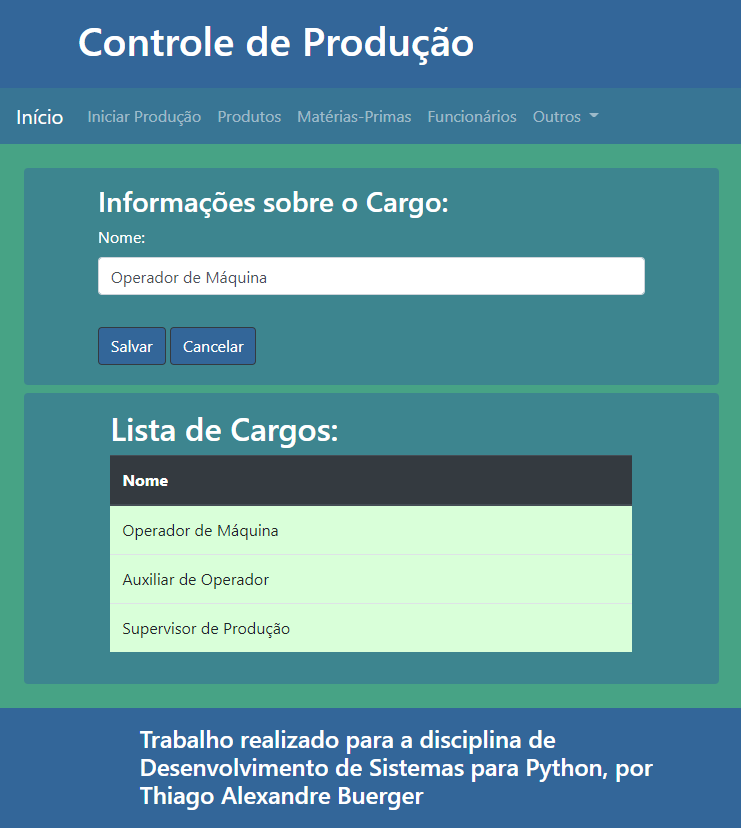 Controle de Produção
Início Iniciar Produção Produtos Matérias-Primas Funcionários Outros
Informações sobre o Cargo:
Nome:
Operador de Máquina
Salvar Cancelar
Lista de Cargos:
Nome
Operador de Máquina
Auxiliar de Operador
Supervisor de Produção
Trabalho realizado para a disciplina de
Desenvolvimento de Sistemas para Python, por
Thiago Alexandre Buerger